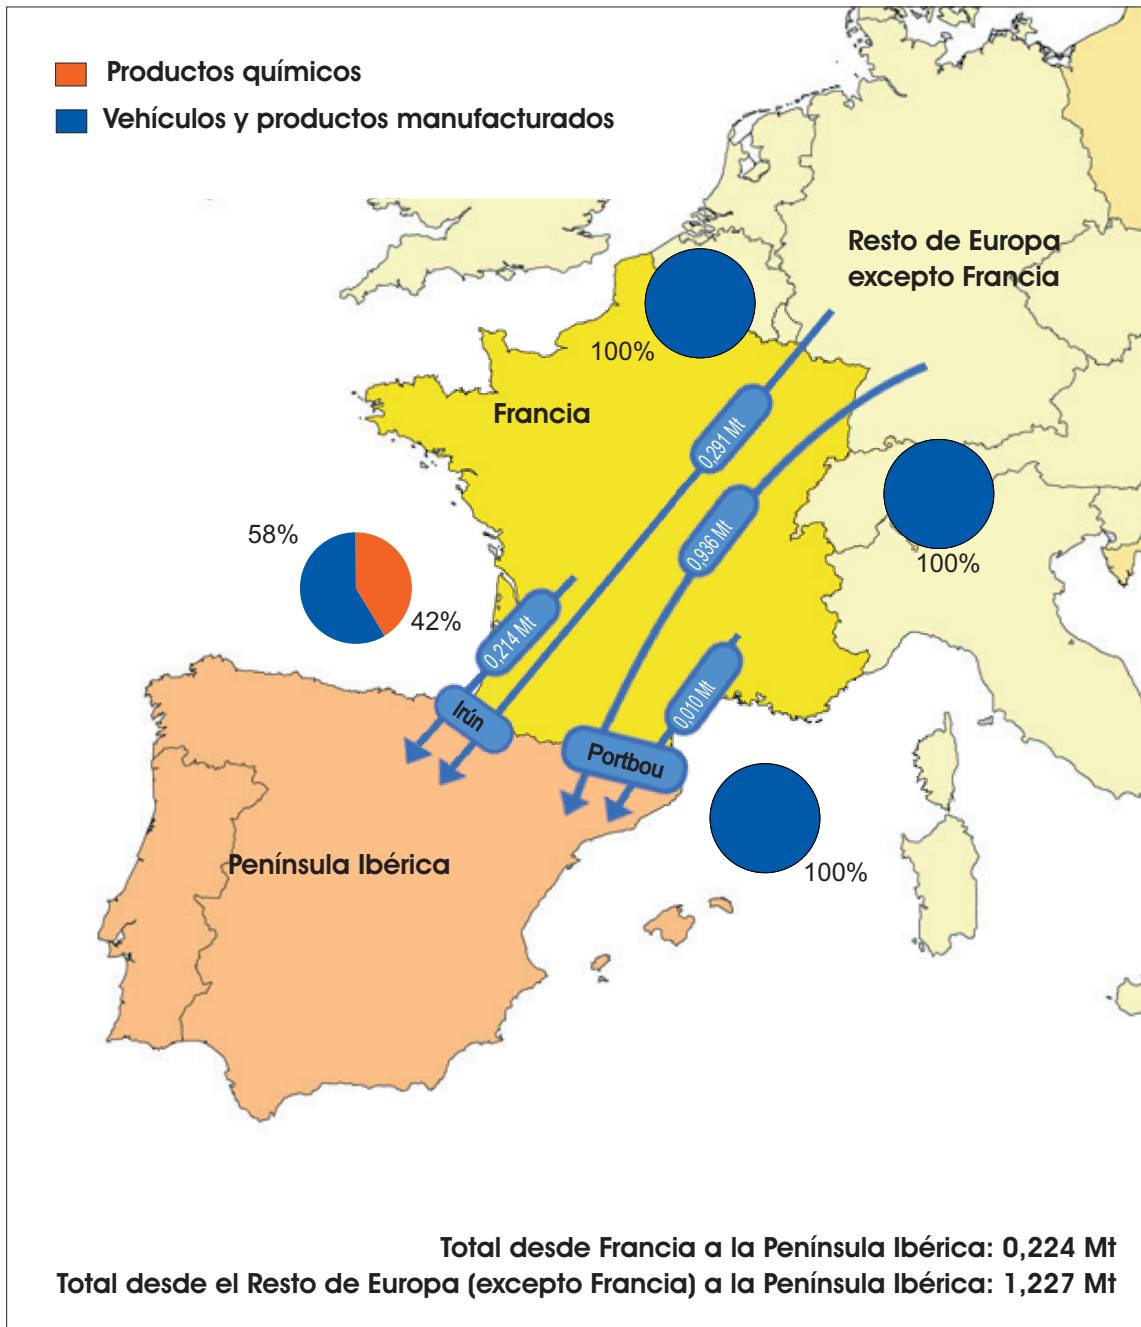 Productos químicos
Vehículos y productos manufacturados
Resto de Europa
excepto Francia
100%
Francia
0,291 Mt
0,936 Mt
100%
58%
42%
0,214 Mt
0,010 Mt
Irún
Portbou
100%
Península Ibérica
Total desde Francia a la Península Ibérica: 0,224 Mt
Total desde el Resto de Europa (excepto Francia) a la Península Ibérica: 1,227 Mt